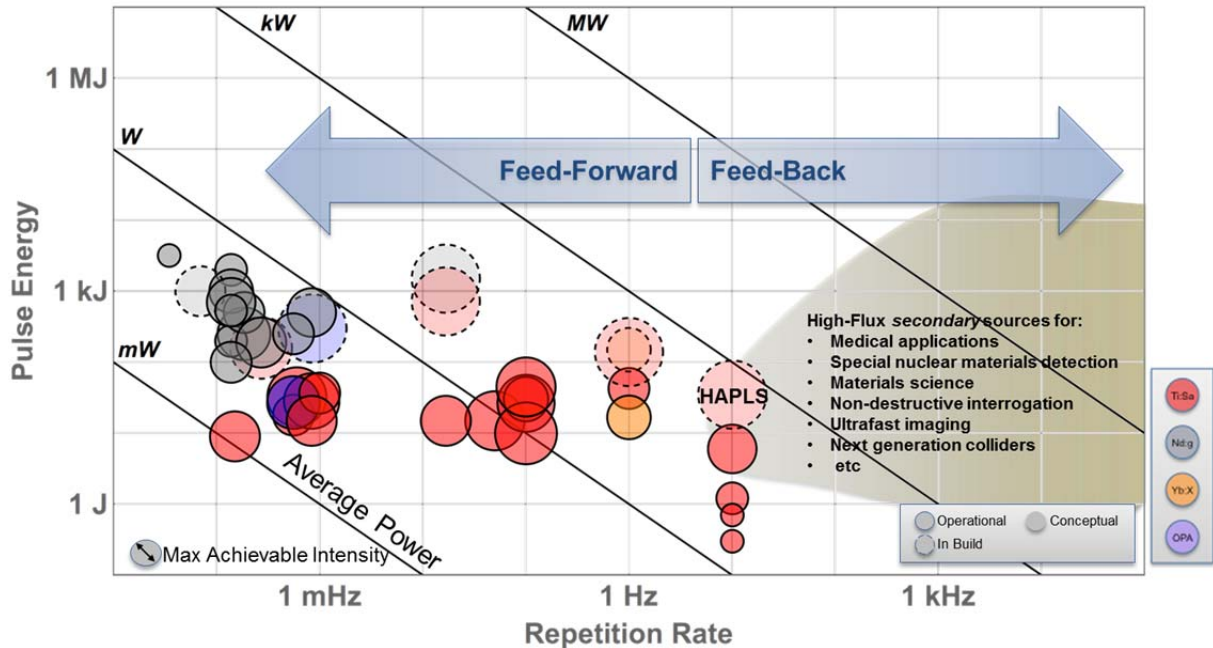 kW
MW
1 MJ
W
Feed-Forward
Feed-Back
Pulse Energy
1 kJ
mW
High-Flux secondary sources for:
• Medical applications
• Special nuclear materials detection
• Materials science
• Non-destructive interrogation
• Ultrafast imaging
• Next generation colliders
• etc
HAPLS
Ti:Sa
Nd:g
Yb:X
OPA
Average Power
1 J
Operational
Conceptual
In Build
Max Achievable Intensity
1 mHz
1 Hz
1 kHz
Repetition Rate